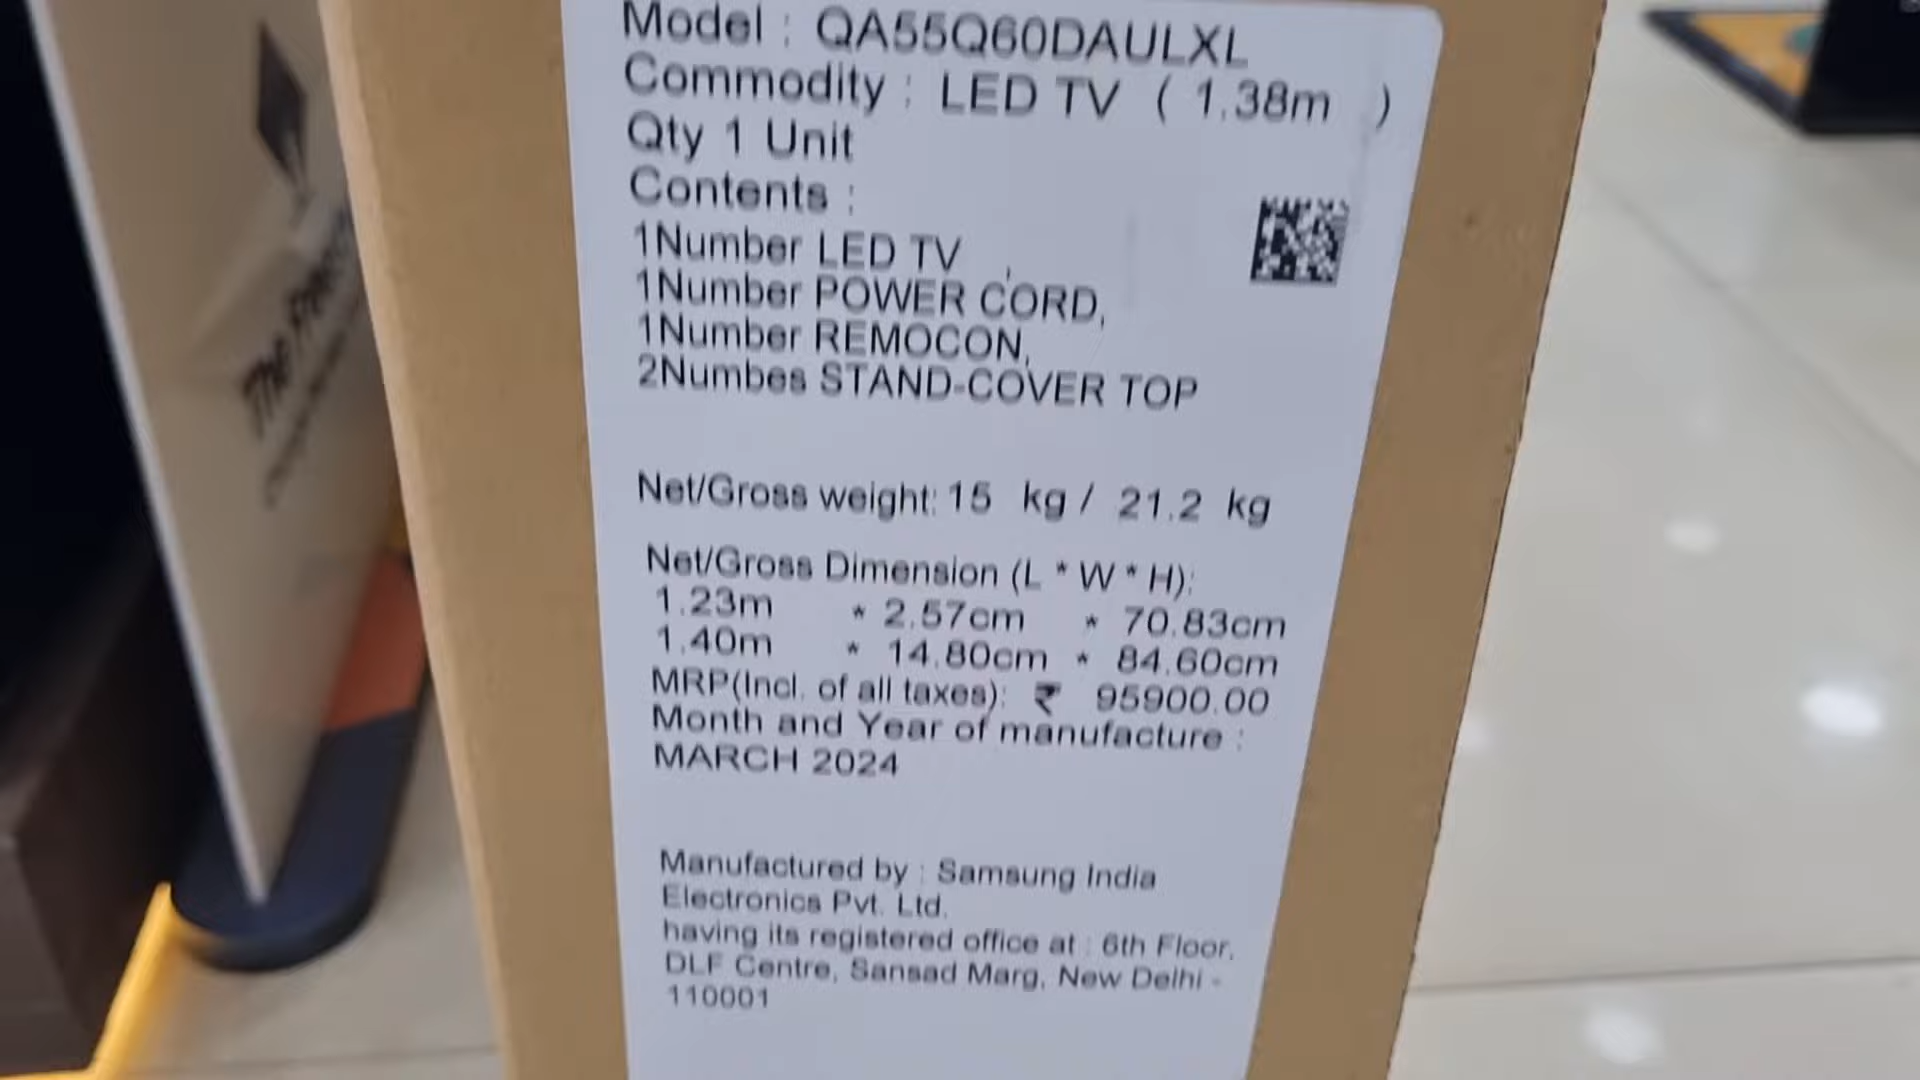 Model : QA55Q60DAULXL
Commodity : LED TV ( 1.38m )
Qty 1 Unit
Contents :
1Number LED TV ,
1Number POWER CORD,
1Number REMOCON,
2Numbes STAND-COVER TOP
Net/Gross weight: 15 kg / 21.2 kg
Net/Gross Dimension (L * W * H):
1.23m * 2.57cm * 70.83cm
1.40m * 14.80cm * 84.60cm
MRP(Incl. of all taxes): ₹ 95900.00
Month and Year of manufacture :
MARCH 2024
Manufactured by : Samsung India
Electronics Pvt. Ltd.
having its registered office at : 6th Floor,
DLF Centre, Sansad Marg, New Delhi -
110001
The